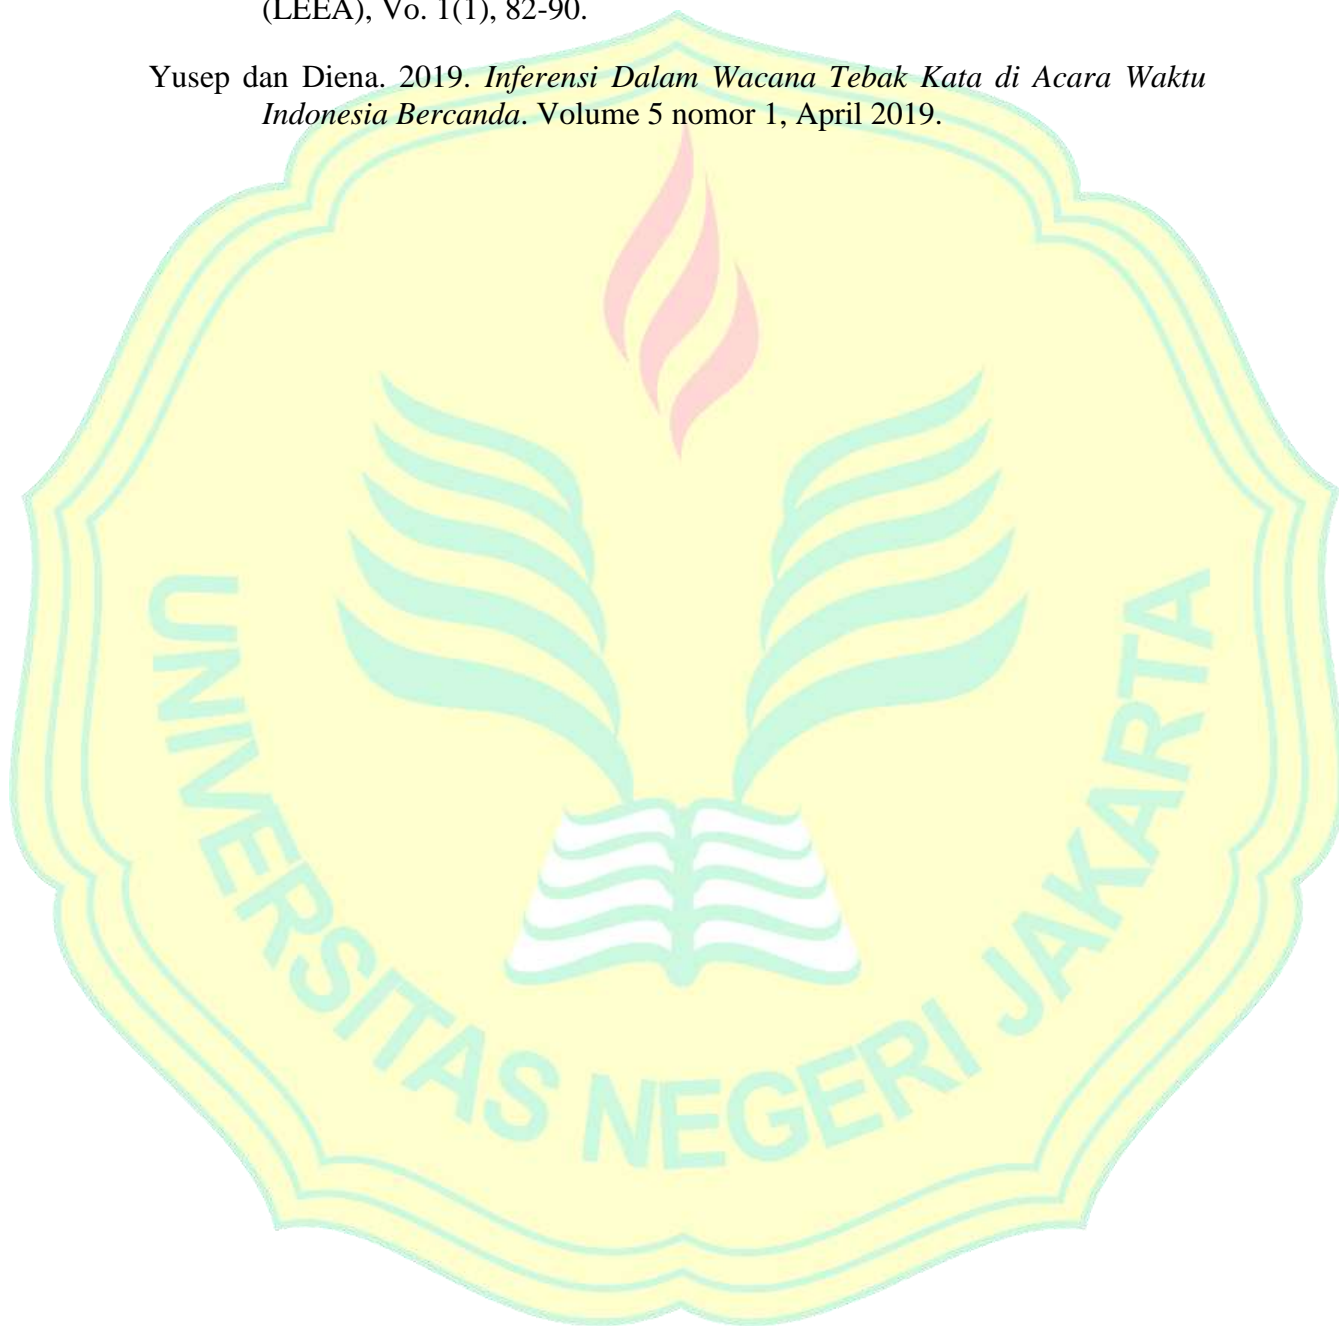 (LEEA), Vo. 1(1), 82-90.
Yusep dan Diena. 2019. Inferensi Dalam Wacana Tebak Kata di Acara Waktu
Indonesia Bercanda. Volume 5 nomor 1, April 2019.
UNIVERSITAS NEGERI JAKARTA